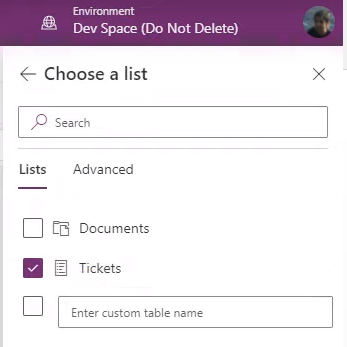 Environment
Dev Space (Do Not Delete)
Choose a list
Search
Lists Advanced
Documents
Tickets
Enter custom table name